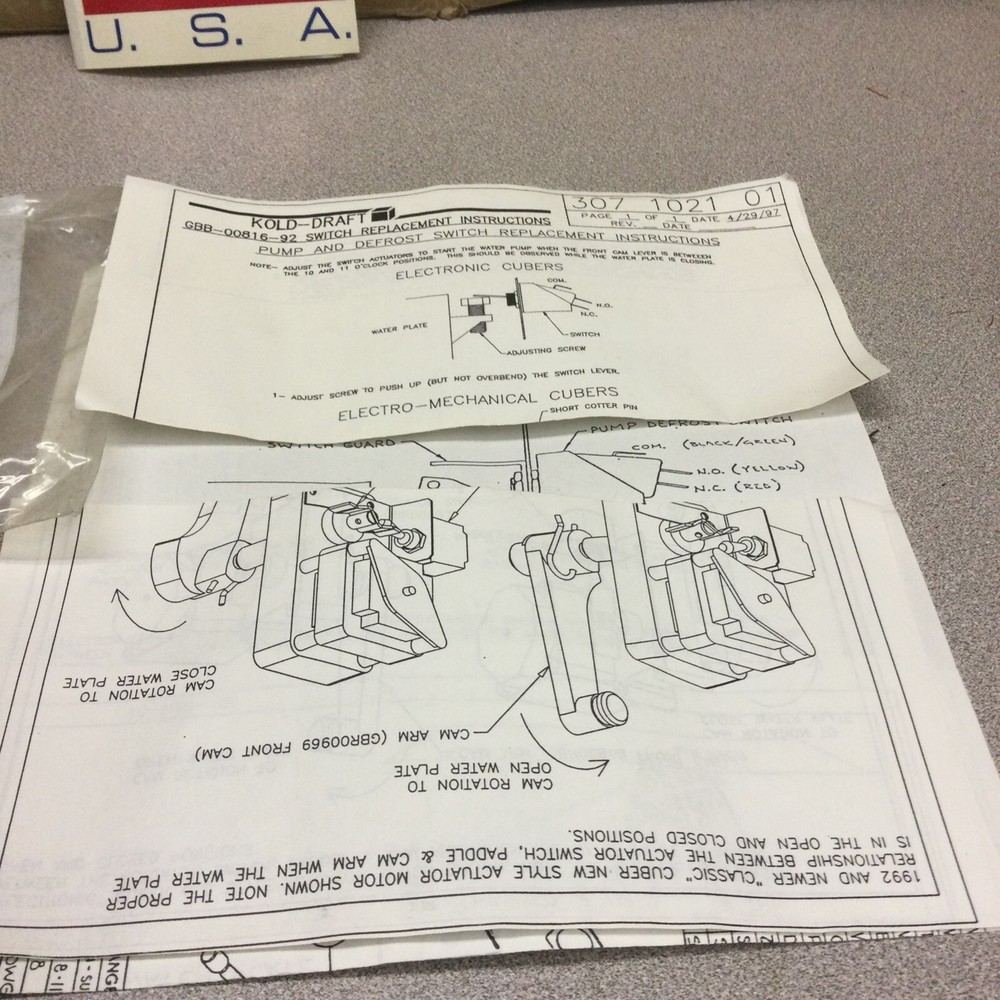 U. S. A.
KOLD-DRAFT
307 1021 01
PAGE 1 OF 1 DATE 4/29/97
REV. DATE
GBB-00816-92 SWITCH REPLACEMENT INSTRUCTIONS
PUMP AND DEFROST SWITCH REPLACEMENT INSTRUCTIONS
NOTE- ADJUST THE SWITCH ACTUATORS TO START THE WATER PUMP WHEN THE FRONT CAM LEVER IS BETWEEEN
THE 10 AND 11 O'CLOCK POSITIONS. THIS SHOULD BE OBSERVED WHILE THE WATER PLATE IS CLOSING.
ELECTRONIC CUBERS
COM.
N.O.
N.C.
WATER PLATE
SWITCH
ADJUSTING SCREW
1- ADJUST SCREW TO PUSH UP (BUT NOT OVERBEND) THE SWITCH LEVER.
ELECTRO-MECHANICAL CUBERS
SHORT COTTER PIN
PUMP DEFROST SWITCH
SWITCH GUARD
COM. (BLACK/GREEN)
N.O. (YELLOW)
N.C. (RED)
1992 AND NEWER "CLASSIC" CUBER NEW STYLE ACTUATOR MOTOR SHOWN. NOTE THE PROPER
RELATIONSHIP BETWEEN THE ACTUATOR SWITCH, PADDLE & CAM ARM WHEN THE WATER PLATE
IS IN THE OPEN AND CLOSED POSITIONS.
CAM ROTATION TO
OPEN WATER PLATE
CAM ARM (GBR00969 FRONT CAM)
CAM ROTATION TO
CLOSE WATER PLATE